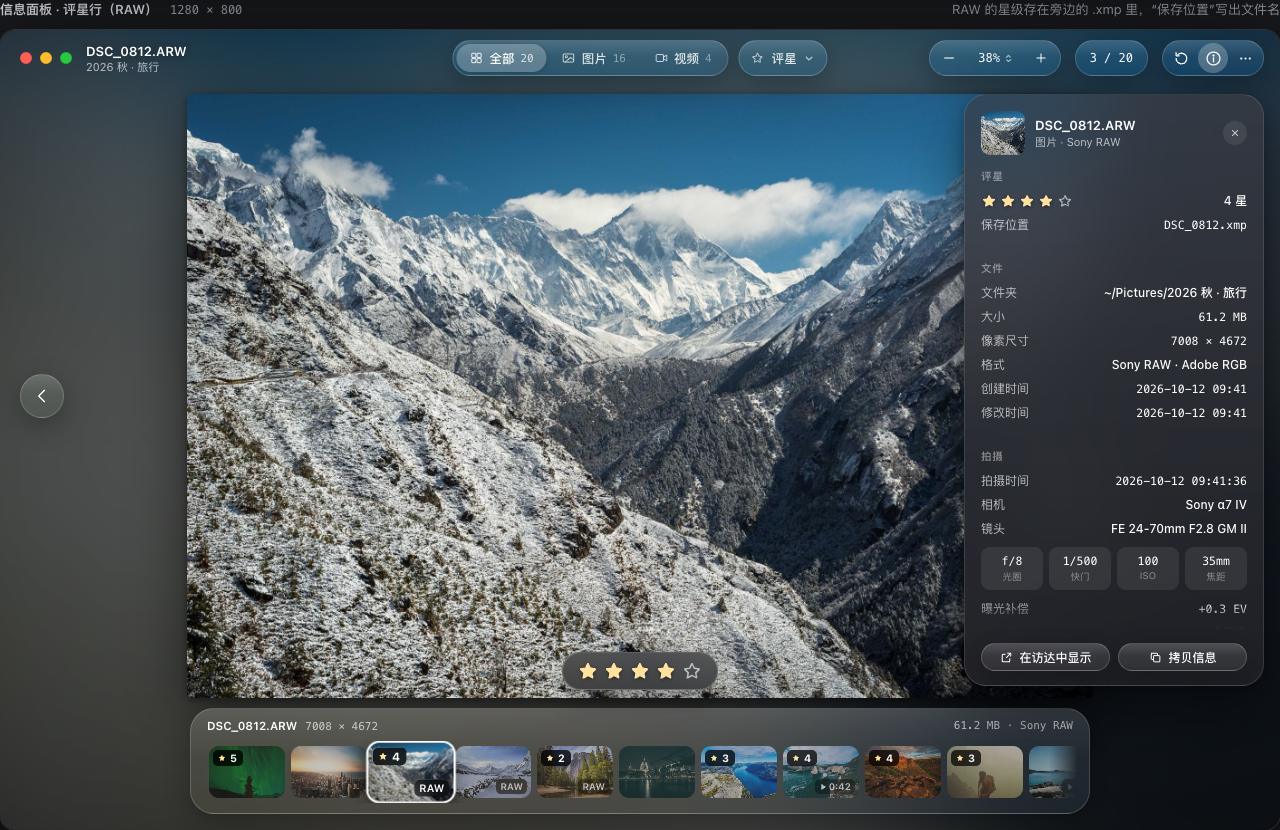 信息面板 · 评星行（RAW） 1280 × 800
RAW 的星级存在旁边的 .xmp 里，“保存位置”写出文件名
DSC_0812.ARW
2026 秋 · 旅行
全部 20 图片 16 视频 4
评星
38%
3 / 20
DSC_0812.ARW
图片 · Sony RAW
评星
4 星
保存位置 DSC_0812.xmp
文件
文件夹 ~/Pictures/2026 秋 · 旅行
大小 61.2 MB
像素尺寸 7008 × 4672
格式 Sony RAW · Adobe RGB
创建时间 2026-10-12 09:41
修改时间 2026-10-12 09:41
拍摄
拍摄时间 2026-10-12 09:41:36
相机 Sony α7 IV
镜头 FE 24-70mm F2.8 GM II
f/8 1/500 100 35mm
光圈 快门 ISO 焦距
曝光补偿 +0.3 EV
在访达中显示 拷贝信息
DSC_0812.ARW 7008 × 4672
61.2 MB · Sony RAW
5
4
RAW
RAW
2
RAW
3
4
0:42
4
3